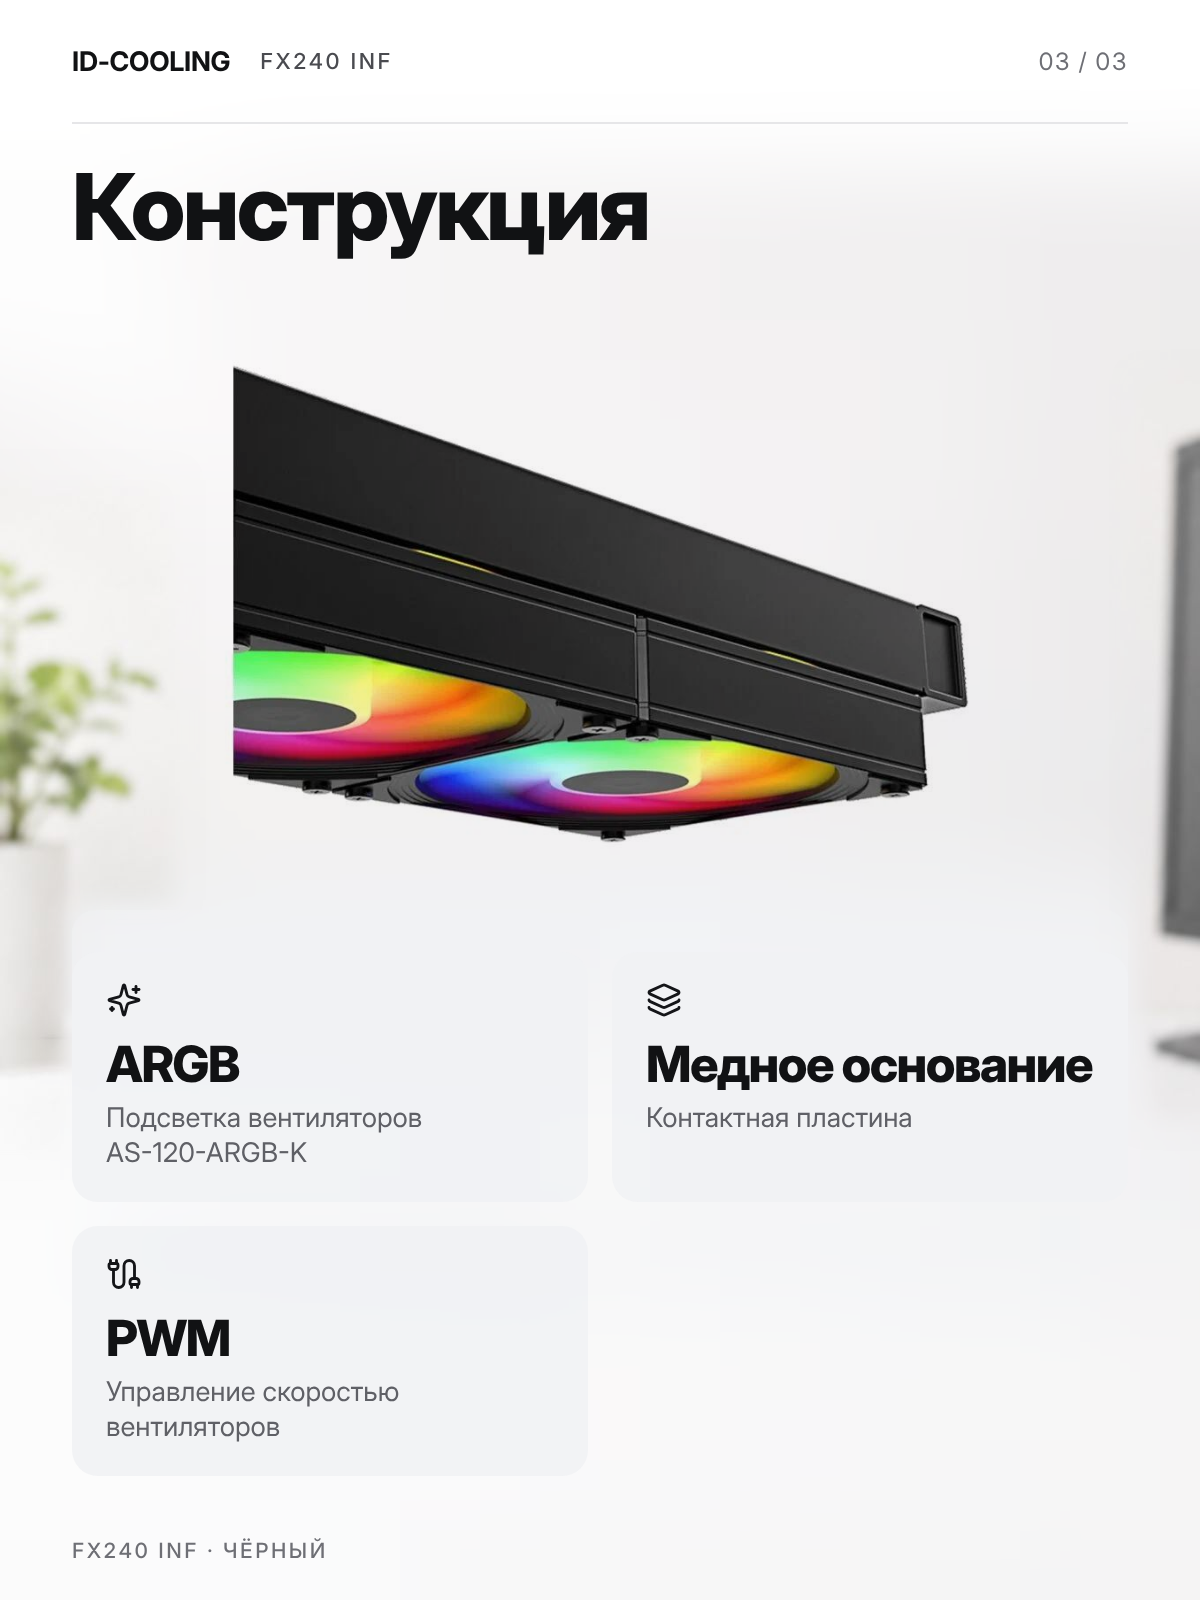 ID-COOLING FX240 INF 03 / 03
Конструкция
ARGB
Подсветка вентиляторов
AS-120-ARGB-K
Медное основание
Контактная пластина
PWM
Управление скоростью
вентиляторов
FX240 INF · ЧЁРНЫЙ